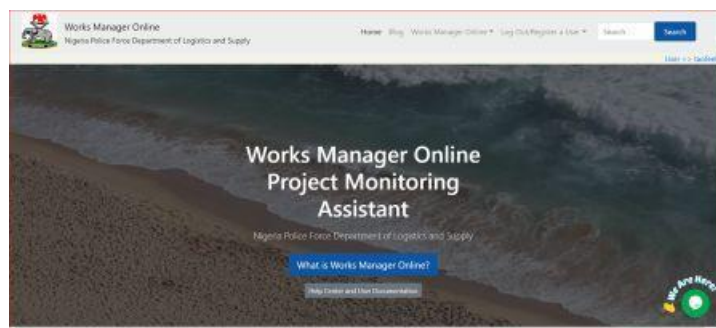 Works Manager Online
Nigeria Police Force Department of Logistics and Supply
Home Blog Works Manager Online Log Out/Register a User Search Search
User =>
Works Manager Online
Project Monitoring
Assistant
Nigeria Police Force Department of Logistics and Supply
What is Works Manager Online?
Help Center and User Documentation
We Are Here!